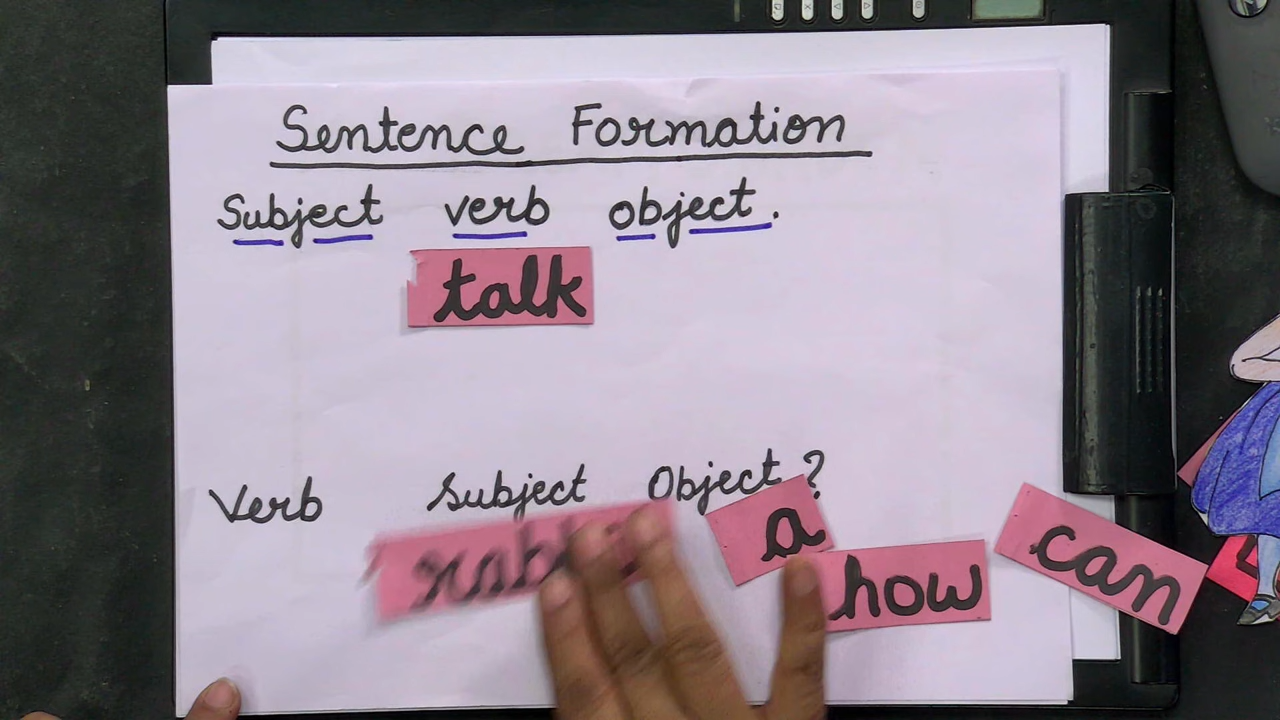 Sentence Formation
Subject verb object.
talk
Verb Subject Object?
a
how
can